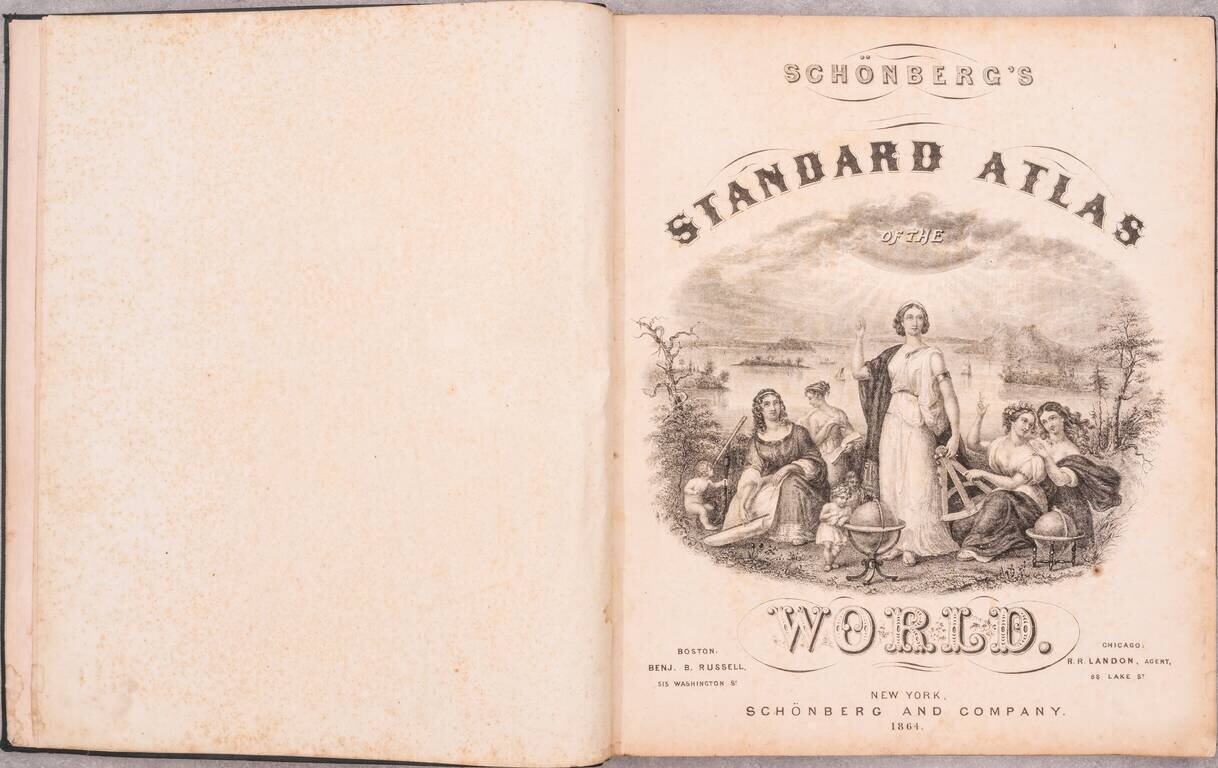 SCHÖNBERG'S
STANDARD ATLAS
OF THE
WORLD.
BOSTON,
BENJ. B. RUSSELL,
515 WASHINGTON ST
CHICAGO,
R.R. LANDON, AGENT,
88 LAKE ST
NEW YORK,
SCHÖNBERG AND COMPANY.
1864.